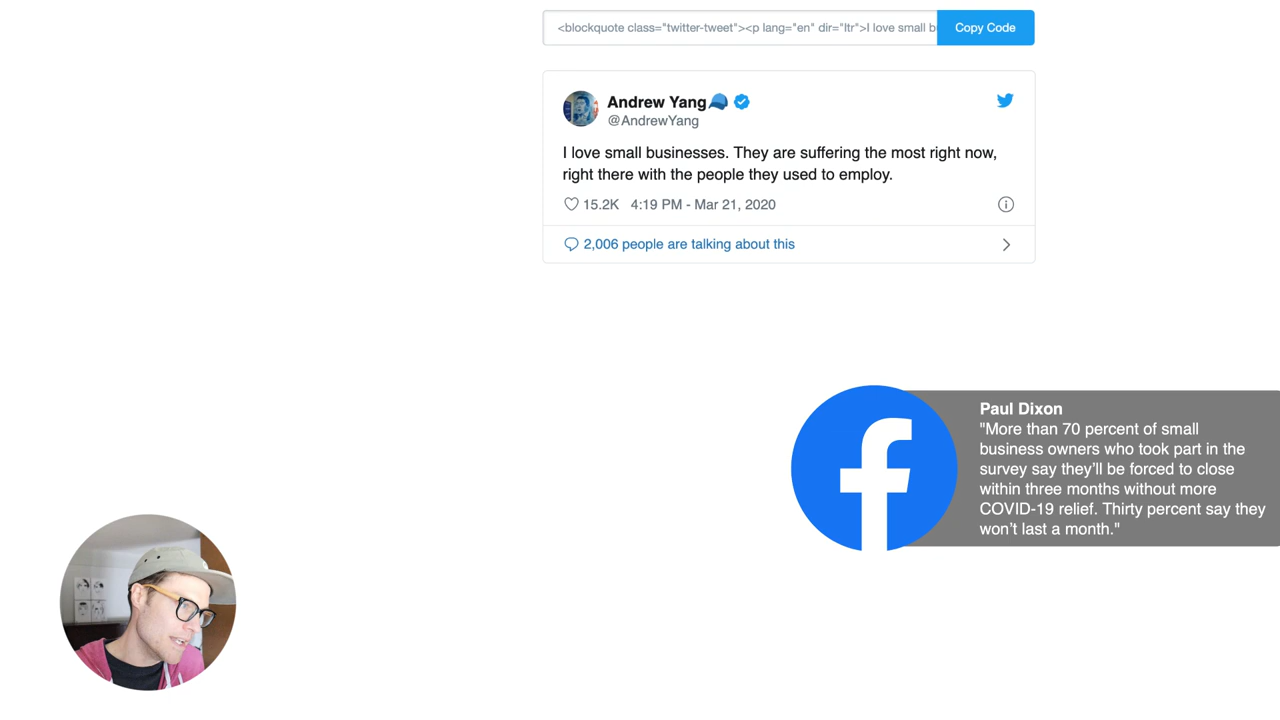 <blockquote class="twitter-tweet"><p lang="en" dir="ltr">I love small b
Copy Code
Andrew Yang
@AndrewYang
I love small businesses. They are suffering the most right now,
right there with the people they used to employ.
15.2K 4:19 PM - Mar 21, 2020
2,006 people are talking about this
Paul Dixon
"More than 70 percent of small
business owners who took part in the
survey say they’ll be forced to close
within three months without more
COVID-19 relief. Thirty percent say they
won’t last a month."